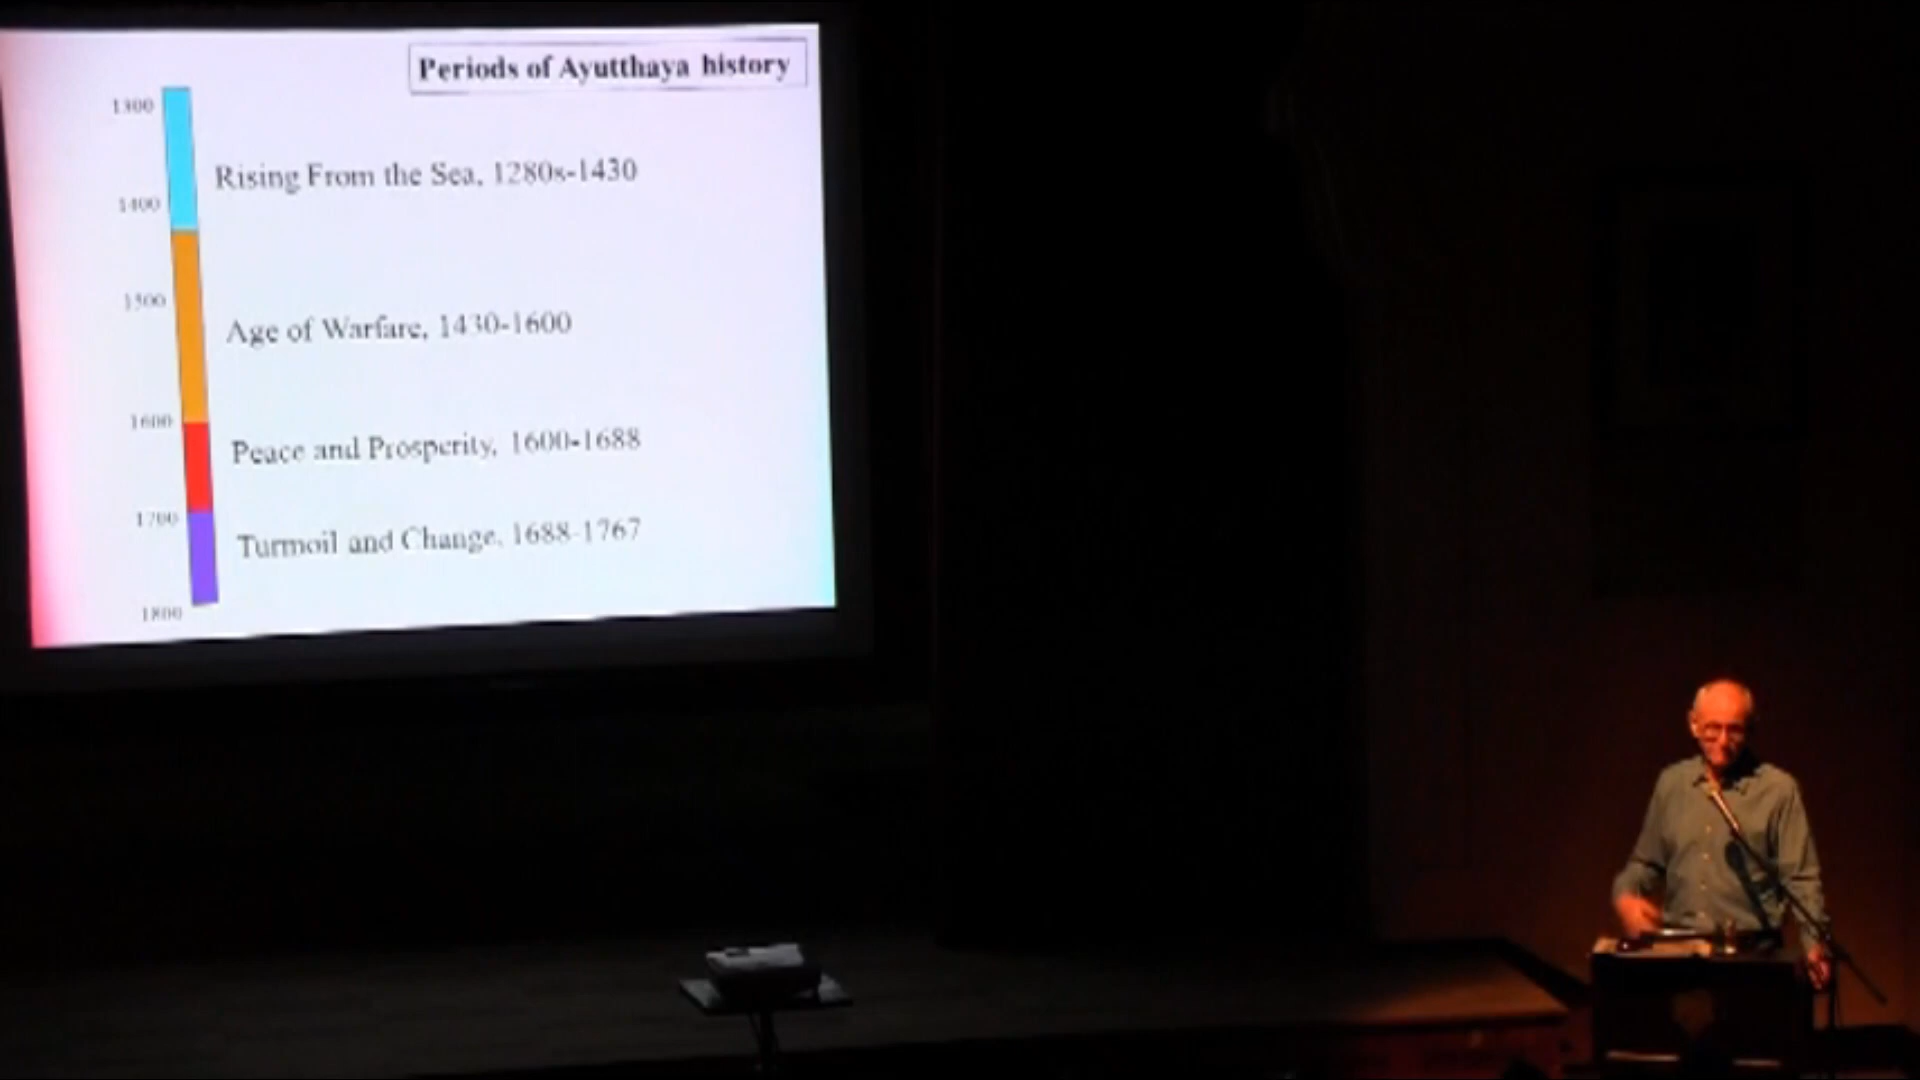 Periods of Ayutthaya history
1300
Rising From the Sea, 1280s-1430
1400
1500
Age of Warfare, 1430-1600
1600
Peace and Prosperity, 1600-1688
1700
Turmoil and Change, 1688-1767
1800